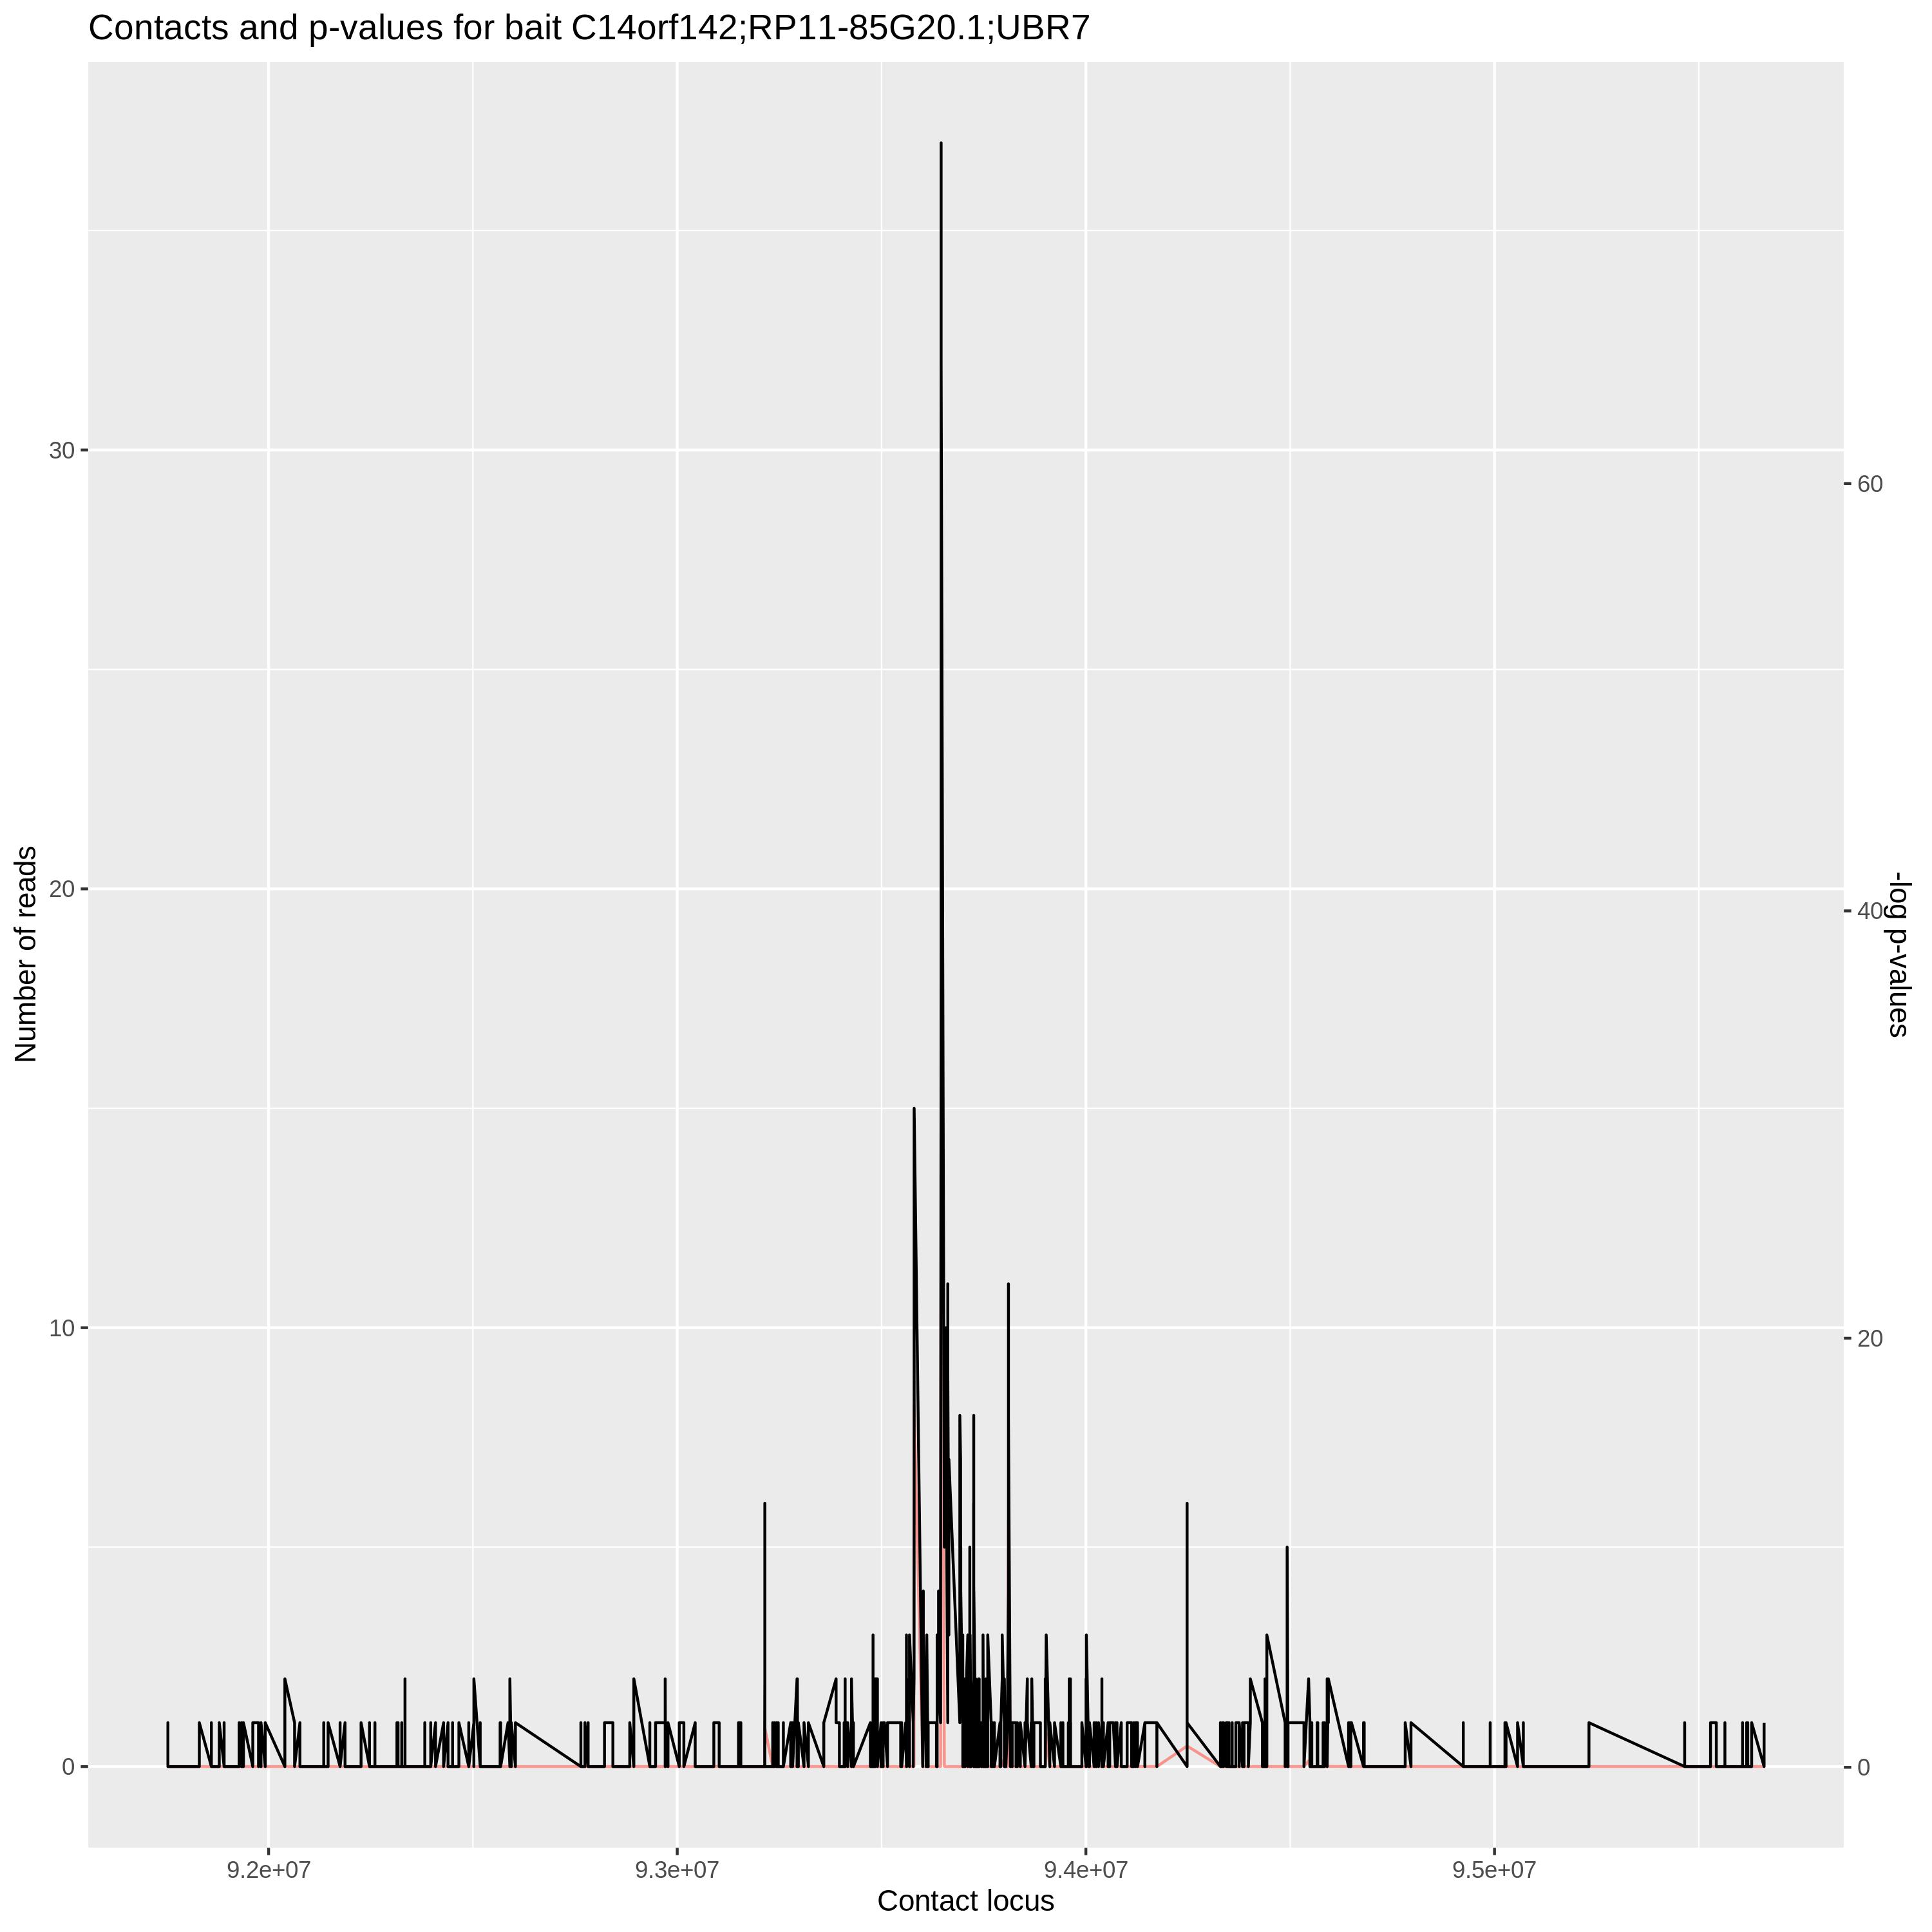 Contacts and p-values for bait C14orf142;RP11-85G20.1;UBR7
30
20
10
0
Number of reads
60
40
20
0
-log p-values
9.2e+07 9.3e+07 9.4e+07 9.5e+07
Contact locus